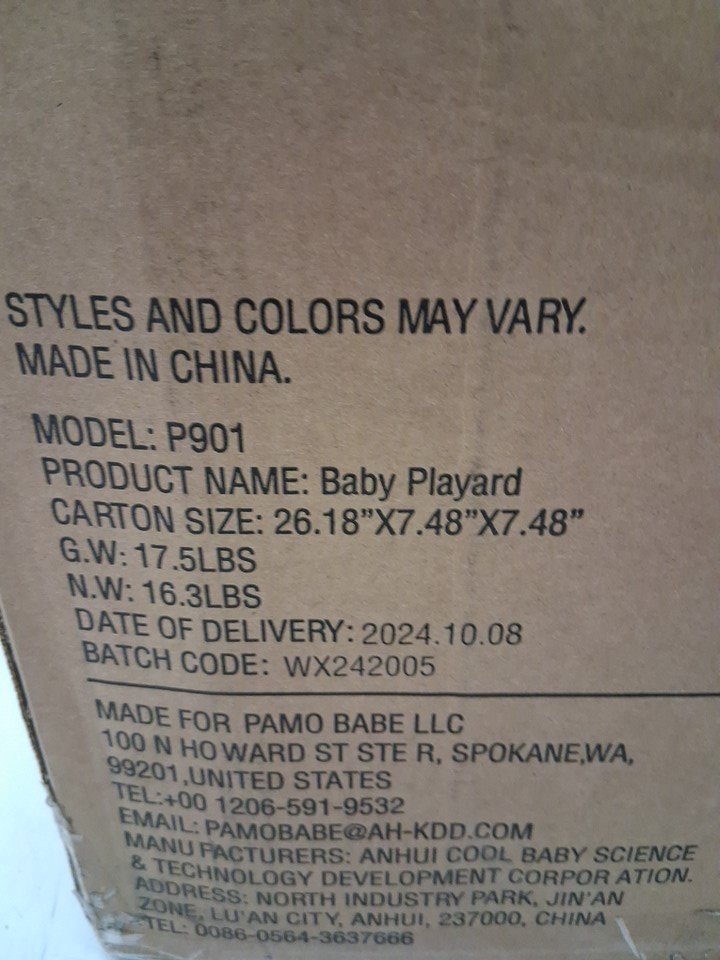 STYLES AND COLORS MAY VARY.
MADE IN CHINA.
MODEL: P901
PRODUCT NAME: Baby Playard
CARTON SIZE: 26.18”X7.48”X7.48”
G.W: 17.5LBS
N.W: 16.3LBS
DATE OF DELIVERY: 2024.10.08
BATCH CODE: WX242005
MADE FOR PAMO BABE LLC
100 N HOWARD ST STE R, SPOKANE,WA,
99201,UNITED STATES
TEL:+00 1206-591-9532
EMAIL: PAMOBABE@AH-KDD.COM
MANUFACTURERS: ANHUI COOL BABY SCIENCE
& TECHNOLOGY DEVELOPMENT CORPOR ATION.
ADDRESS: NORTH INDUSTRY PARK, JIN'AN
ZONE, LU'AN CITY, ANHUI, 237000, CHINA
TEL: 0086-0564-3637666